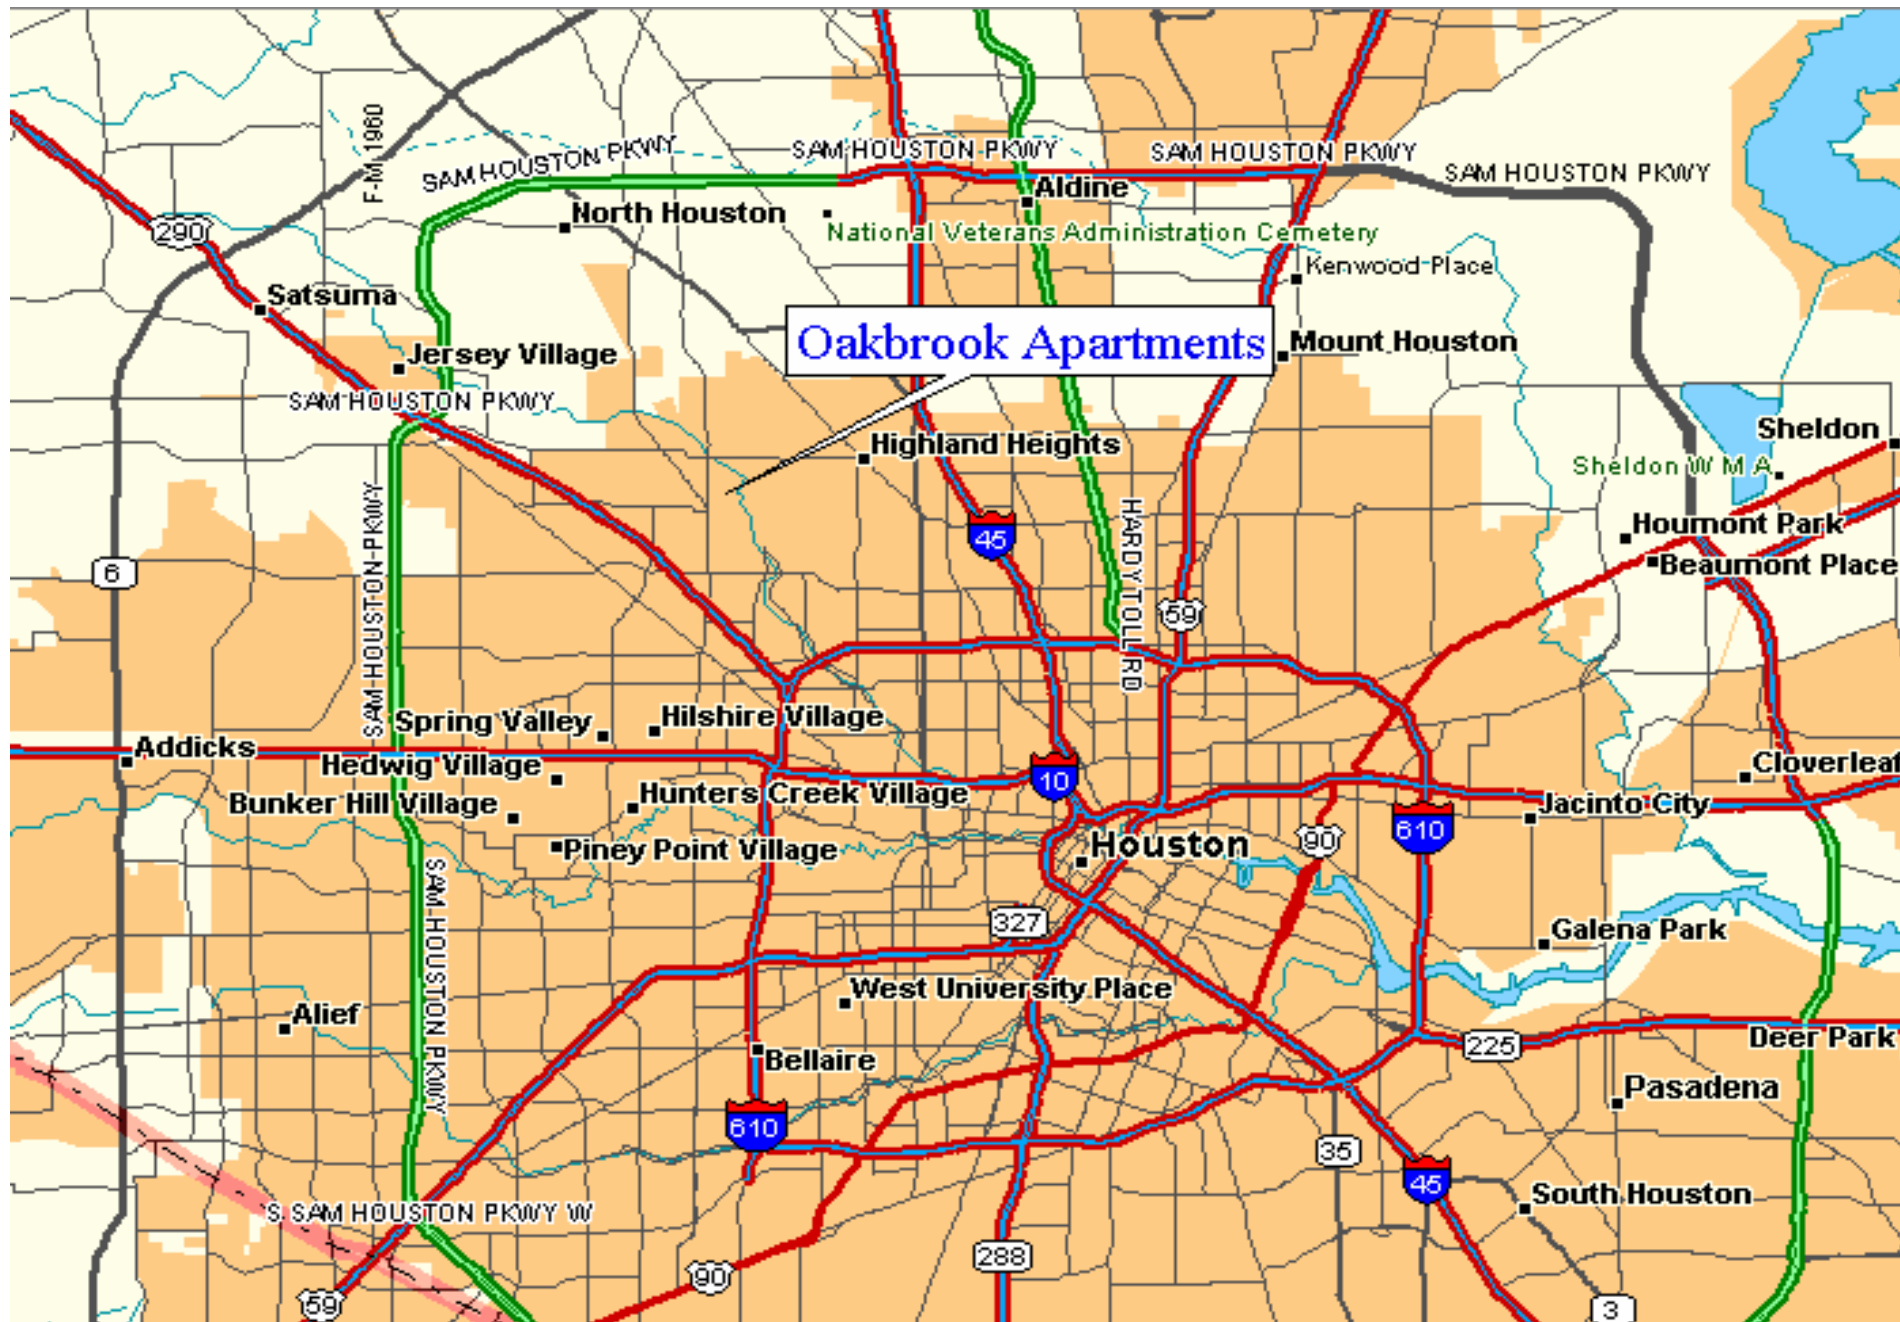 F-M 1960
SAM HOUSTON PKWY
SAM HOUSTON PKWY
SAM HOUSTON PKWY
SAM HOUSTON PKWY
Aldine
North Houston
290
National Veterans Administration Cemetery
Kenwood Place
Satsuma
Oakbrook Apartments
Mount Houston
Jersey Village
SAM HOUSTON PKWY
Highland Heights
Sheldon
Sheldon W M A
HARDY TOLL RD
Houmont Park
45
Beaumont Place
6
SAM-HOUSTON-PKWY
59
Spring Valley
Hilshire Village
Addicks
Hedwig Village
10
Cloverleaf
Bunker Hill Village
Hunters Creek Village
Jacinto City
610
90
Houston
Piney Point Village
SAM HOUSTON PKWY
327
Galena Park
West University Place
Alief
225
Deer Park
Bellaire
Pasadena
610
35
45
South Houston
S SAM HOUSTON PKWY W
288
90
59
3